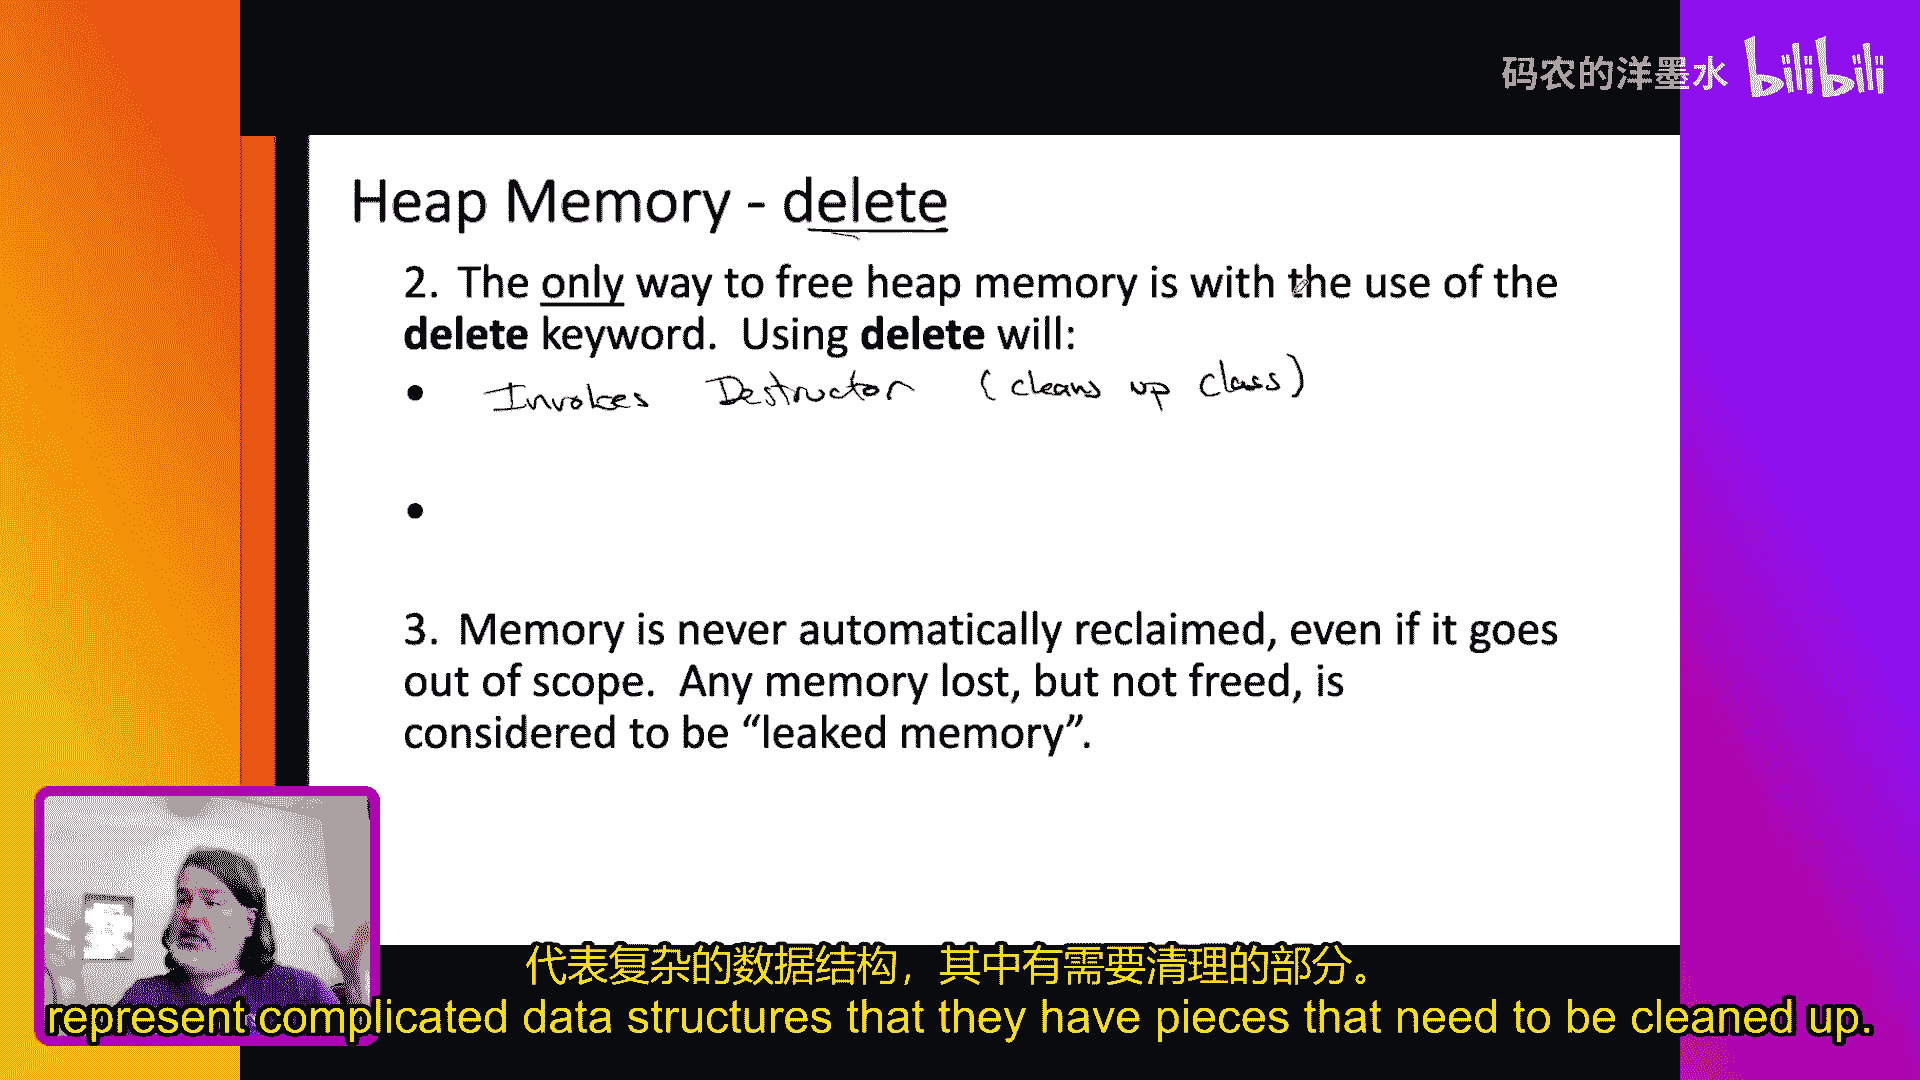 码农的洋墨水 bilibili
Heap Memory - delete
2. The only way to free heap memory is with the use of the
delete keyword. Using delete will:
• Invokes Destructor (cleans up class)
•
3. Memory is never automatically reclaimed, even if it goes
out of scope. Any memory lost, but not freed, is
considered to be “leaked memory”.
代表复杂的数据结构，其中有需要清理的部分。
represent complicated data structures that they have pieces that need to be cleaned up.